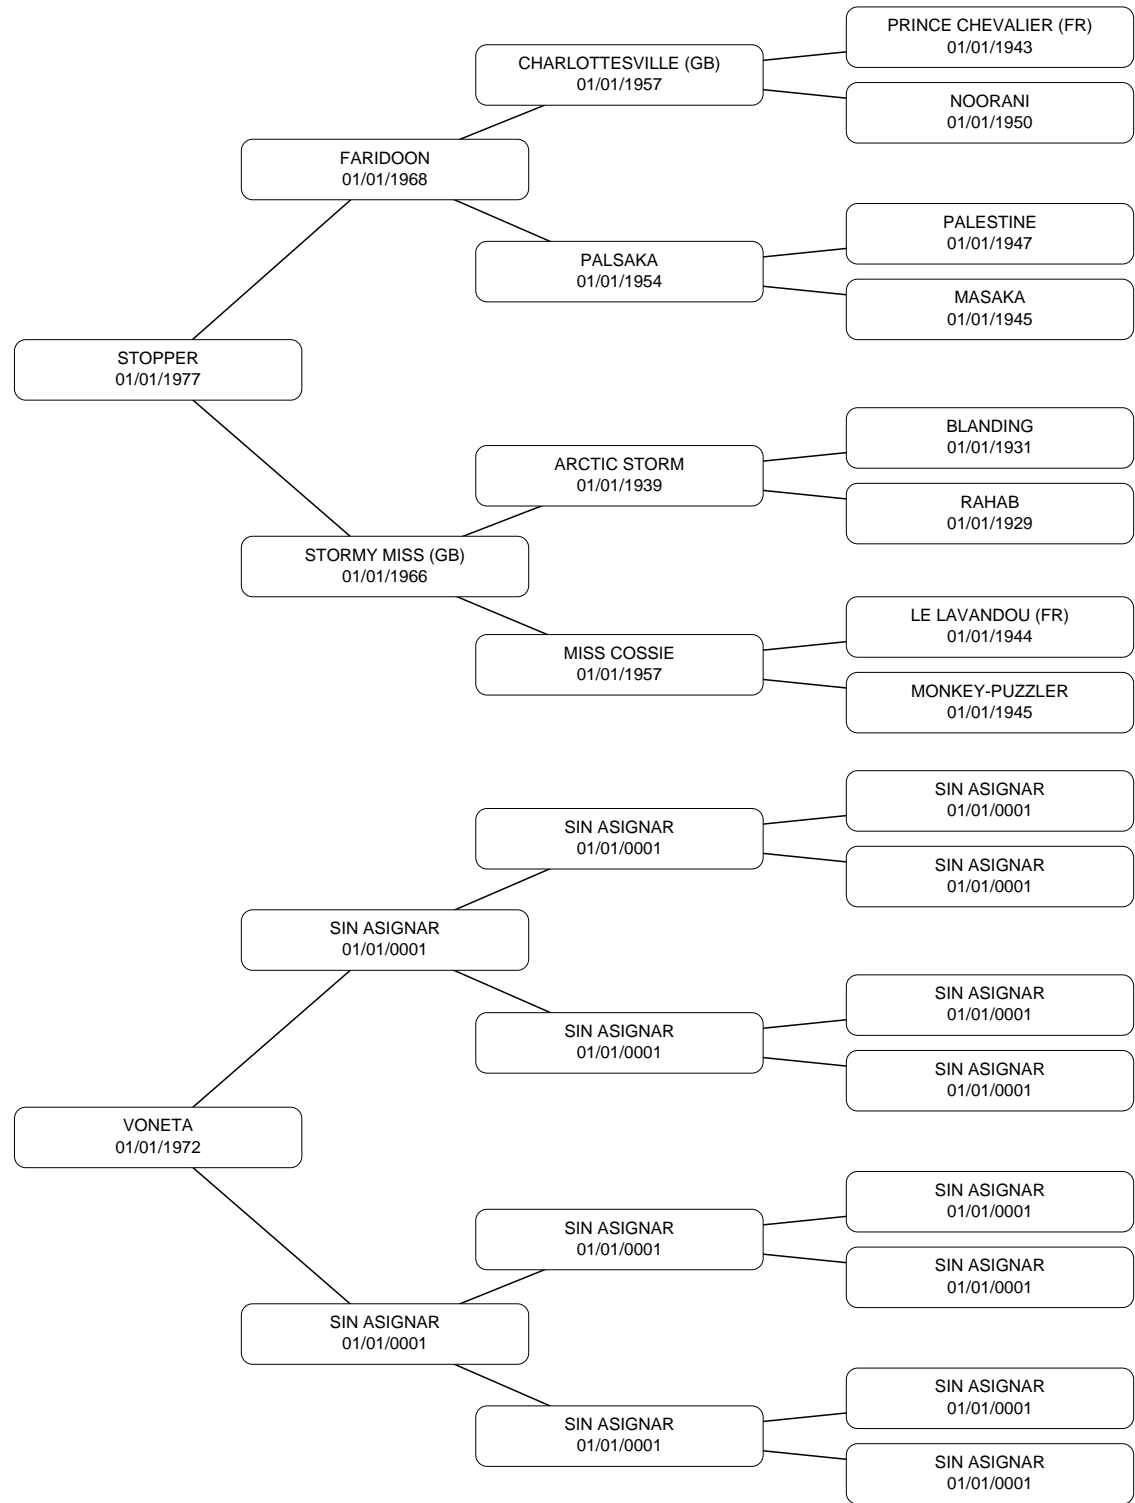 PRINCE CHEVALIER (FR)
01/01/1943
CHARLOTTESVILLE (GB)
01/01/1957
NOORANI
01/01/1950
FARIDOON
01/01/1968
PALESTINE
01/01/1947
PALSAKA
01/01/1954
MASAKA
01/01/1945
STOPPER
01/01/1977
BLANDING
01/01/1931
ARCTIC STORM
01/01/1939
RAHAB
01/01/1929
STORMY MISS (GB)
01/01/1966
LE LAVANDOU (FR)
01/01/1944
MISS COSSIE
01/01/1957
MONKEY-PUZZLER
01/01/1945
SIN ASIGNAR
01/01/0001
SIN ASIGNAR
01/01/0001
SIN ASIGNAR
01/01/0001
SIN ASIGNAR
01/01/0001
SIN ASIGNAR
01/01/0001
SIN ASIGNAR
01/01/0001
SIN ASIGNAR
01/01/0001
VONETA
01/01/1972
SIN ASIGNAR
01/01/0001
SIN ASIGNAR
01/01/0001
SIN ASIGNAR
01/01/0001
SIN ASIGNAR
01/01/0001
SIN ASIGNAR
01/01/0001
SIN ASIGNAR
01/01/0001
SIN ASIGNAR
01/01/0001